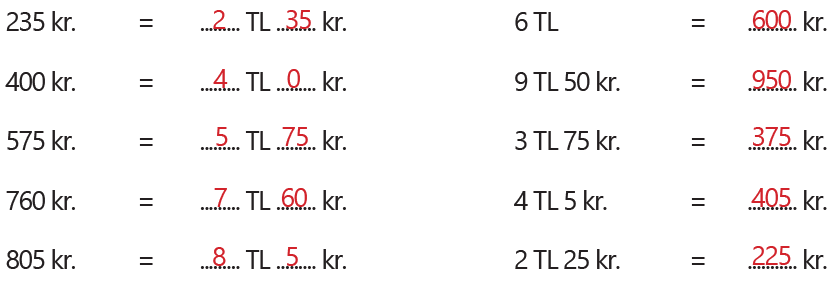 235 kr. = 2 TL 35 kr.
400 kr. = 4 TL 0 kr.
575 kr. = 5 TL 75 kr.
760 kr. = 7 TL 60 kr.
805 kr. = 8 TL 5 kr.
6 TL = 600 kr.
9 TL 50 kr. = 950 kr.
3 TL 75 kr. = 375 kr.
4 TL 5 kr. = 405 kr.
2 TL 25 kr. = 225 kr.